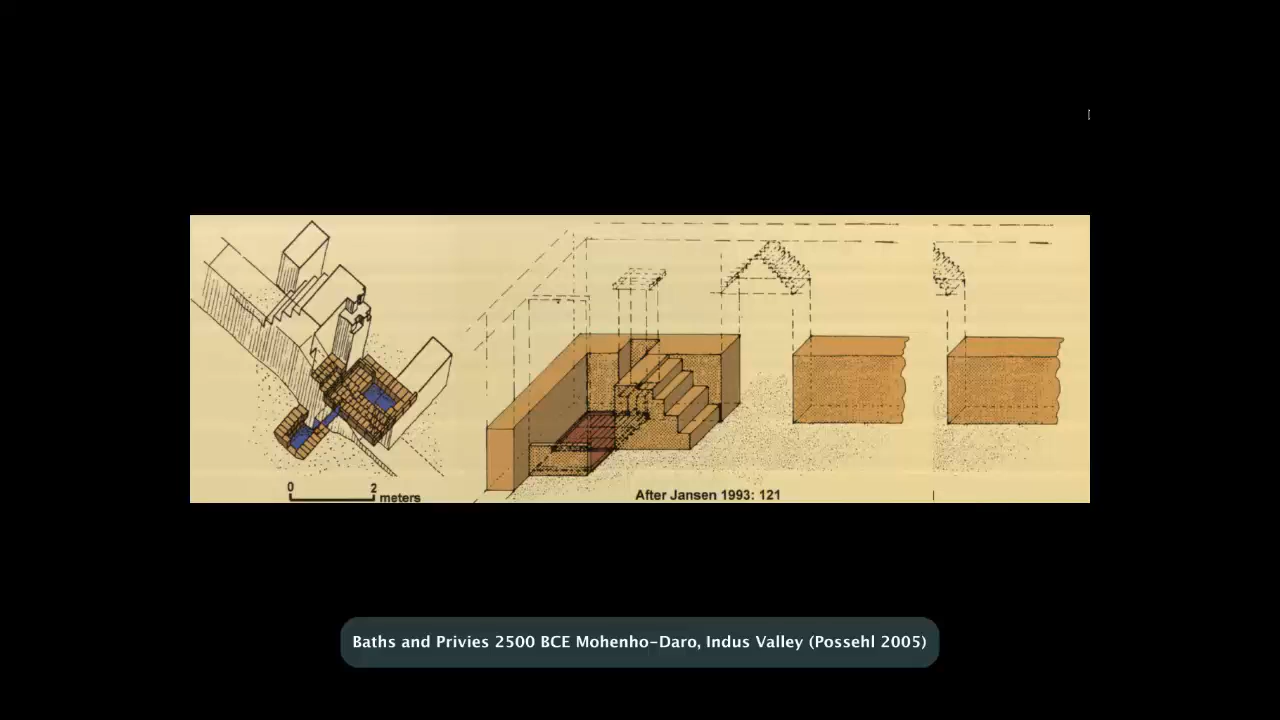 0 2
meters
After Jansen 1993: 121
Baths and Privies 2500 BCE Mohenho-Daro, Indus Valley (Possehl 2005)